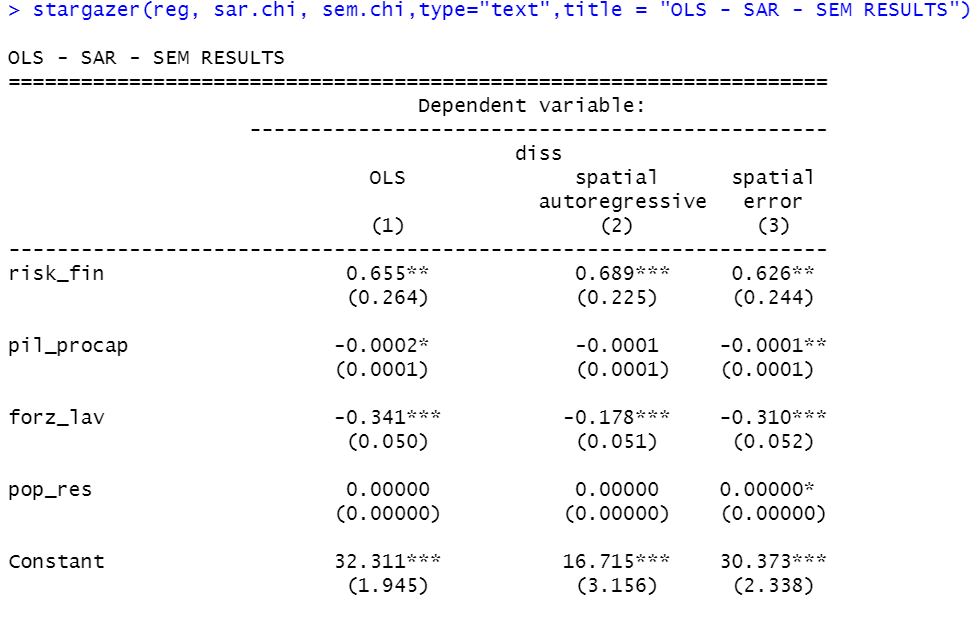 > stargazer(reg, sar.chi, sem.chi,type="text",title = "OLS - SAR - SEM RESULTS")
OLS - SAR - SEM RESULTS
====================================================================
Dependent variable:
------------------------------------------------
diss
OLS spatial spatial
autoregressive error
(1) (2) (3)
--------------------------------------------------------------------
risk_fin 0.655** 0.689*** 0.626**
(0.264) (0.225) (0.244)
pil_procap -0.0002* -0.0001 -0.0001**
(0.0001) (0.0001) (0.0001)
forz_lav -0.341*** -0.178*** -0.310***
(0.050) (0.051) (0.052)
pop_res 0.00000 0.00000 0.00000*
(0.00000) (0.00000) (0.00000)
Constant 32.311*** 16.715*** 30.373***
(1.945) (3.156) (2.338)